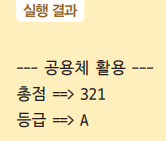 실행 결과
--- 공용체 활용 ---
총점 ==> 321
등급 ==> A